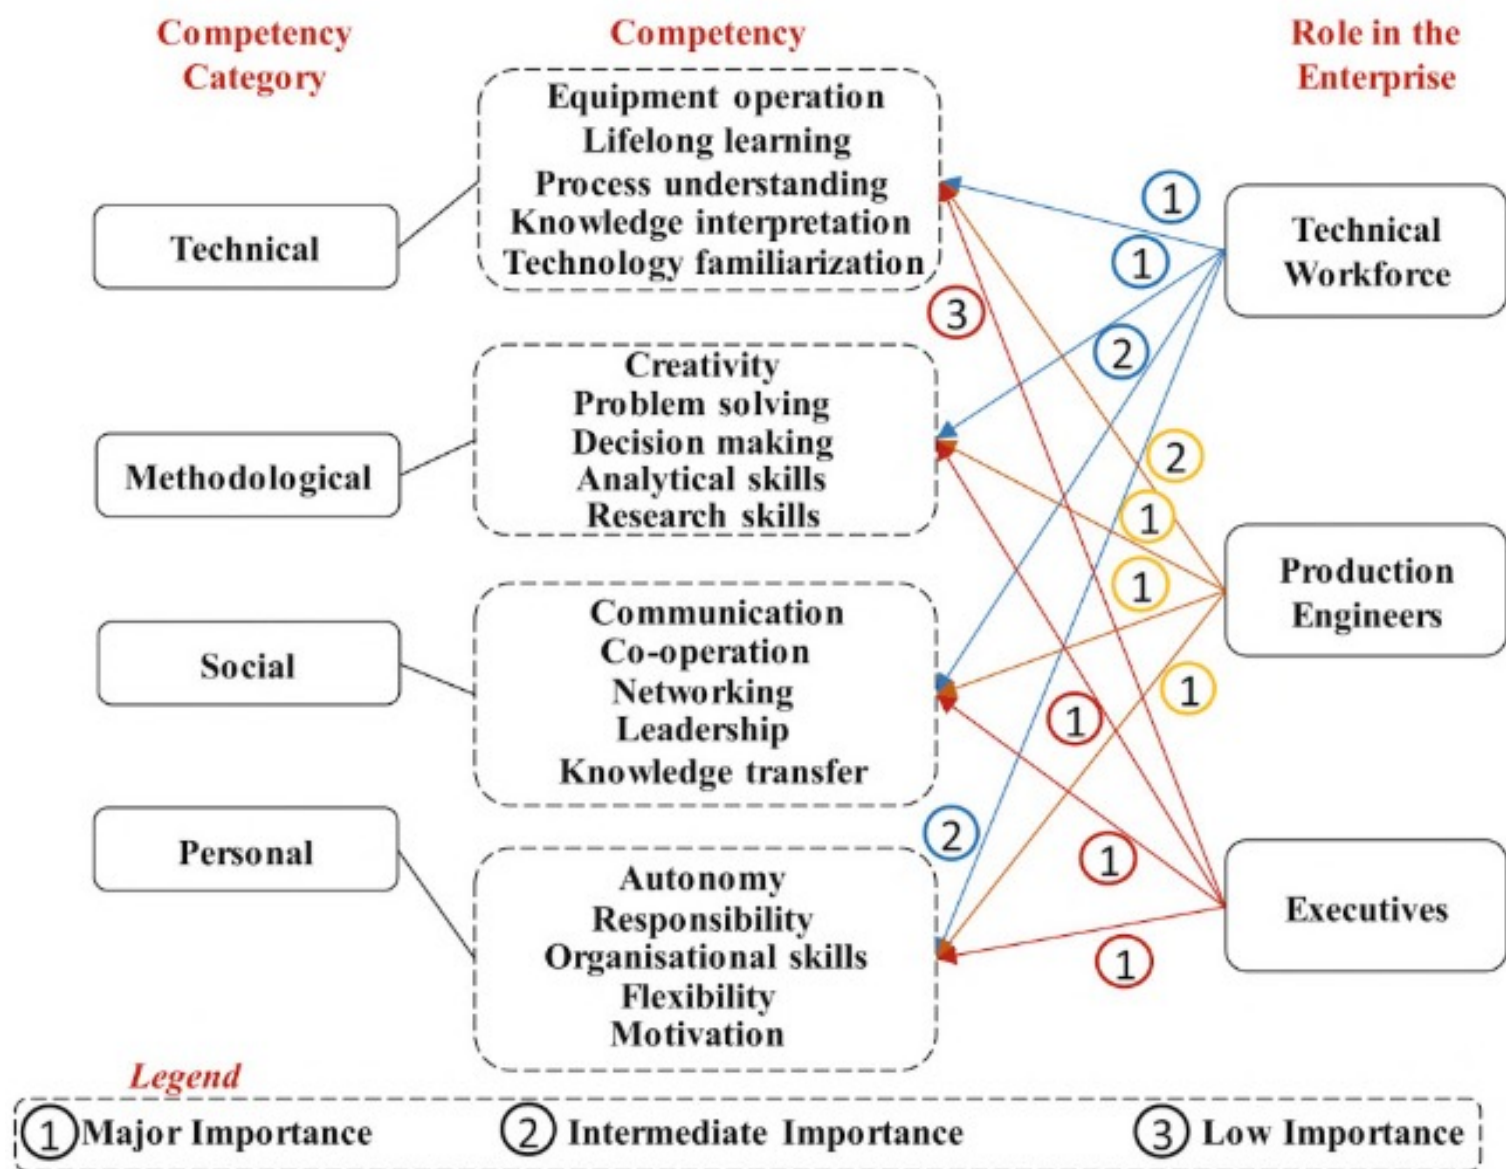 Competency
Category
Competency
Role in the
Enterprise
Equipment operation
Lifelong learning
Process understanding
Knowledge interpretation
Technology familiarization
Technical
Creativity
Problem solving
Decision making
Analytical skills
Research skills
Methodological
Communication
Co-operation
Networking
Leadership
Knowledge transfer
Social
Autonomy
Responsibility
Organisational skills
Flexibility
Motivation
Personal
1
1
2
3
2
1
1
1
1
2
1
1
Technical
Workforce
Production
Engineers
Executives
Legend
1 Major Importance
2 Intermediate Importance
3 Low Importance